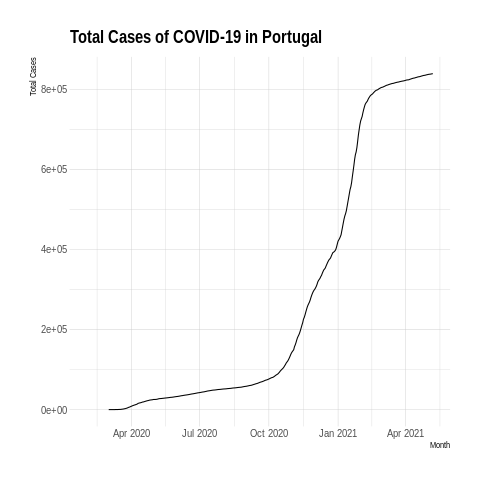 Total Cases of COVID-19 in Portugal
Total Cases
8e+05
6e+05
4e+05
2e+05
0e+00
Apr 2020 Jul 2020 Oct 2020 Jan 2021 Apr 2021
Month